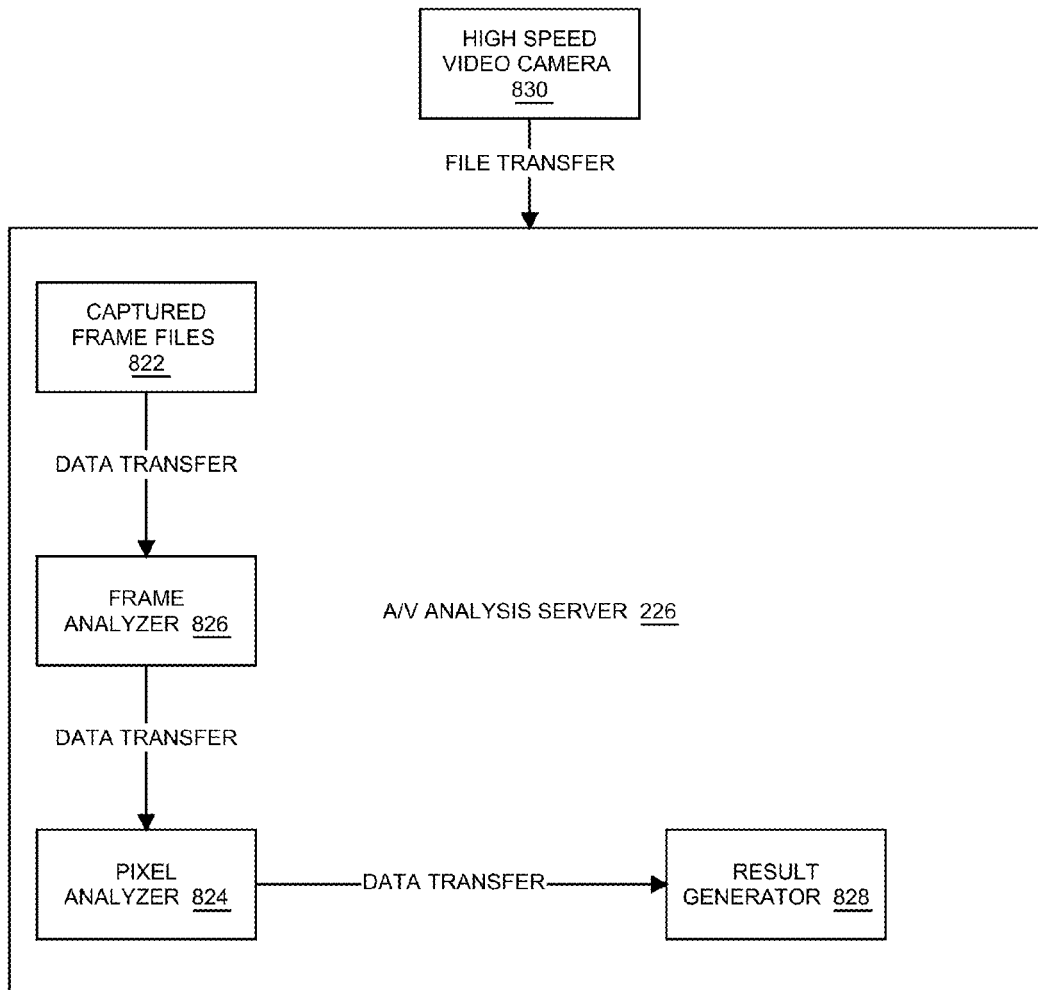 HIGH SPEED
VIDEO CAMERA
830
FILE TRANSFER
CAPTURED
FRAME FILES
822
DATA TRANSFER
FRAME
ANALYZER 826
A/V ANALYSIS SERVER 226
DATA TRANSFER
PIXEL
ANALYZER 824
DATA TRANSFER
RESULT
GENERATOR 828